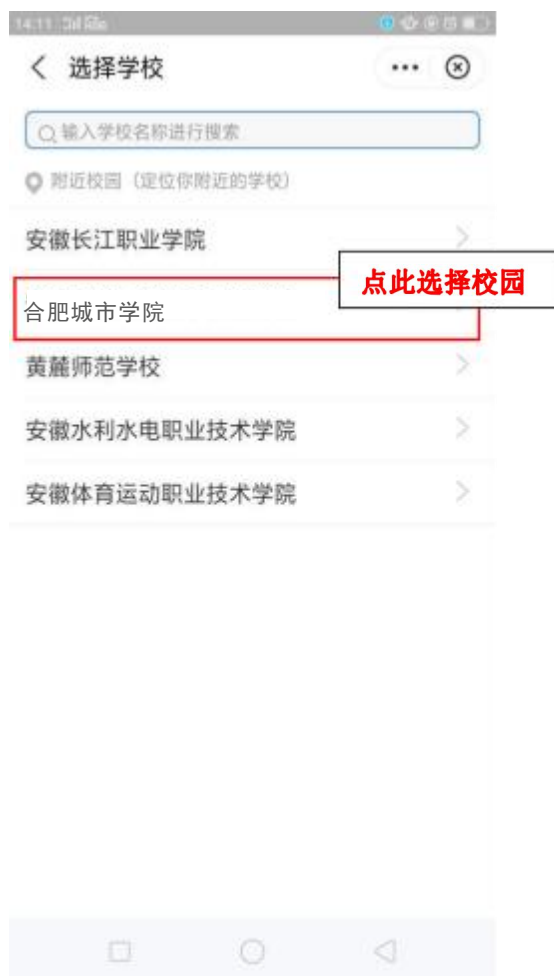 14:11
选择学校
输入学校名称进行搜索
附近校园（定位你附近的学校）
安徽长江职业学院
点此选择校园
合肥城市学院
黄麓师范学校
安徽水利水电职业技术学院
安徽体育运动职业技术学院